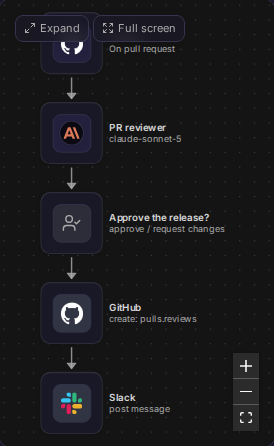 Expand
Full screen
On pull request
PR reviewer
claude-sonnet-5
Approve the release?
approve / request changes
GitHub
create: pulls.reviews
Slack
post message